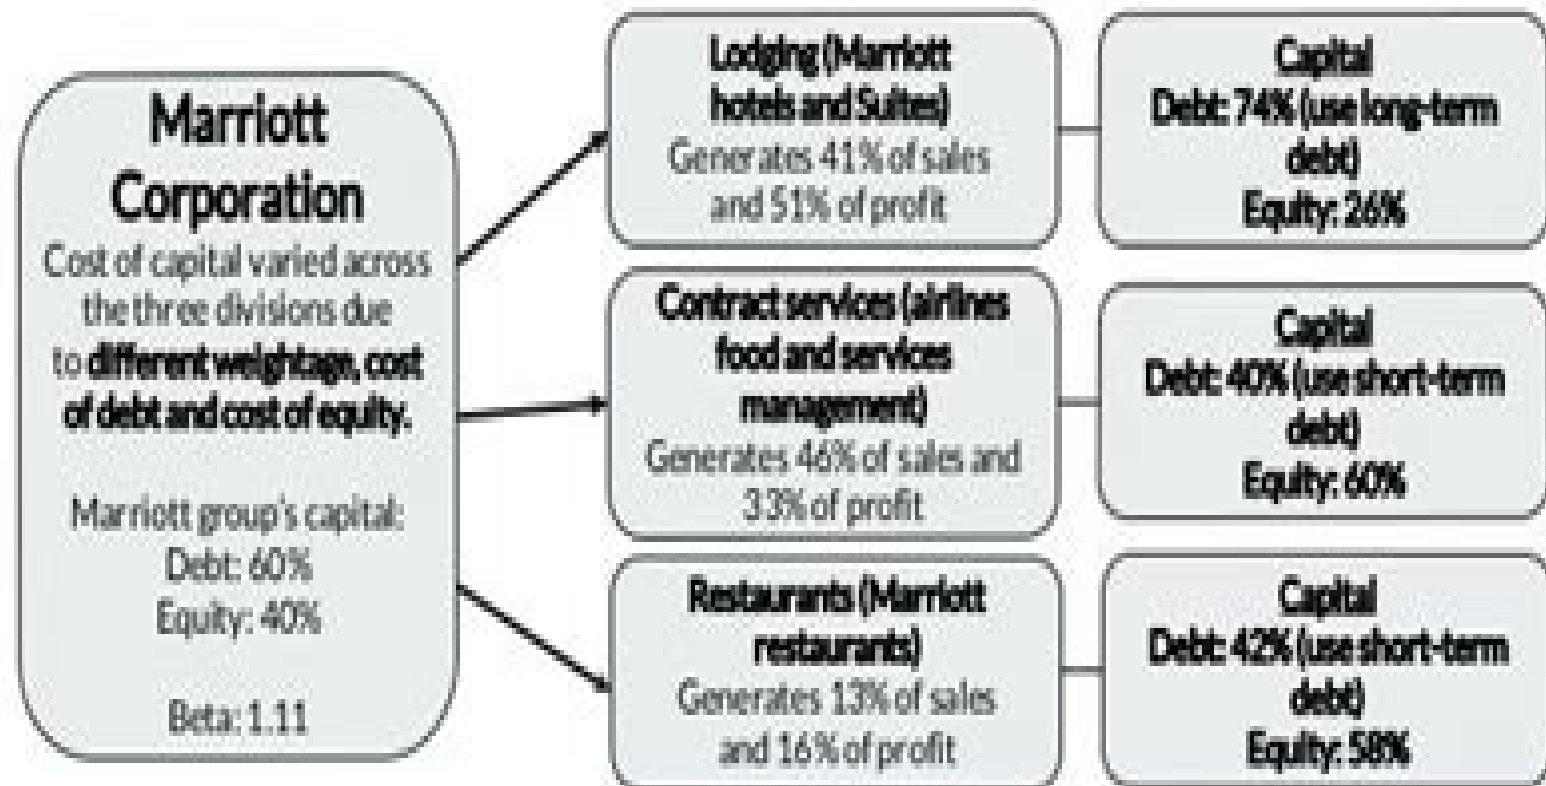 Marriott
Corporation
Cost of capital varied across
the three divisions due
to different weightage, cost
of debt and cost of equity.
Marriott group's capital:
Debt: 60%
Equity: 40%
Beta: 1.11
Lodging (Marriott
hotels and Suites)
Generates 41% of sales
and 51% of profit
Capital
Debt: 74% (use long-term
debt)
Equity: 26%
Contract services (airlines
food and services
management)
Generates 46% of sales and
33% of profit
Capital
Debt: 40% (use short-term
debt)
Equity: 60%
Restaurants (Marriott
restaurants)
Generates 13% of sales
and 16% of profit
Capital
Debt: 42% (use short-term
debt)
Equity: 58%